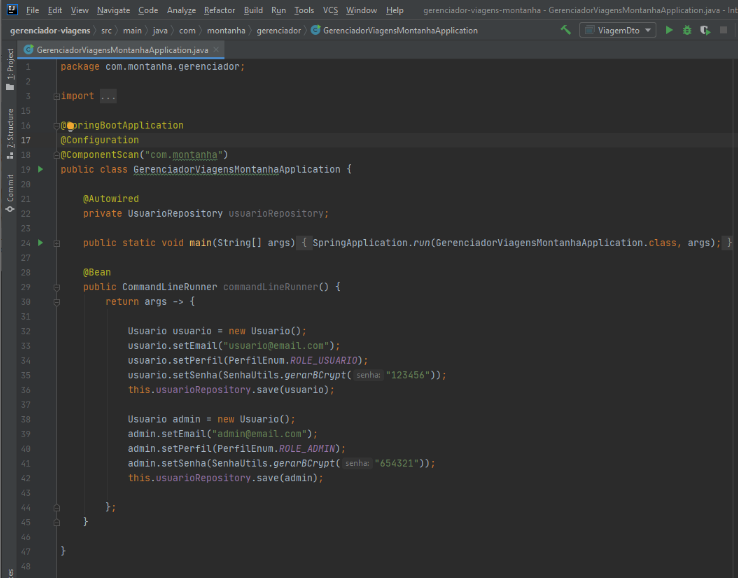 File Edit View Navigate Code Analyze Refactor Build Run Tools VCS Window Help gerenciador-viagens-montanha - GerenciadorViagensMontanhaApplication.java - Int
gerenciador-viagens src main java com montanha gerenciador GerenciadorViagensMontanhaApplication ViagemDto
GerenciadorViagensMontanhaApplication.java
1: Project
2: Structure
Commit
1 package com.montanha.gerenciador;
2
3 import ...
15
16 @SpringBootApplication
17 @Configuration
18 @ComponentScan("com.montanha")
19 public class GerenciadorViagensMontanhaApplication {
20
21 @Autowired
22 private UsuarioRepository usuarioRepository;
23
24 public static void main(String[] args) { SpringApplication.run(GerenciadorViagensMontanhaApplication.class, args); }
27
28 @Bean
29 public CommandLineRunner commandLineRunner() {
30 return args -> {
31
32 Usuario usuario = new Usuario();
33 usuario.setEmail("usuario@email.com");
34 usuario.setPerfil(PerfilEnum.ROLE_USUARIO);
35 usuario.setSenha(SenhaUtils.gerarBCrypt( senha: "123456"));
36 this.usuarioRepository.save(usuario);
37
38 Usuario admin = new Usuario();
39 admin.setEmail("admin@email.com");
40 admin.setPerfil(PerfilEnum.ROLE_ADMIN);
41 admin.setSenha(SenhaUtils.gerarBCrypt( senha: "654321"));
42 this.usuarioRepository.save(admin);
43
44 };
45 }
46
47 }
48